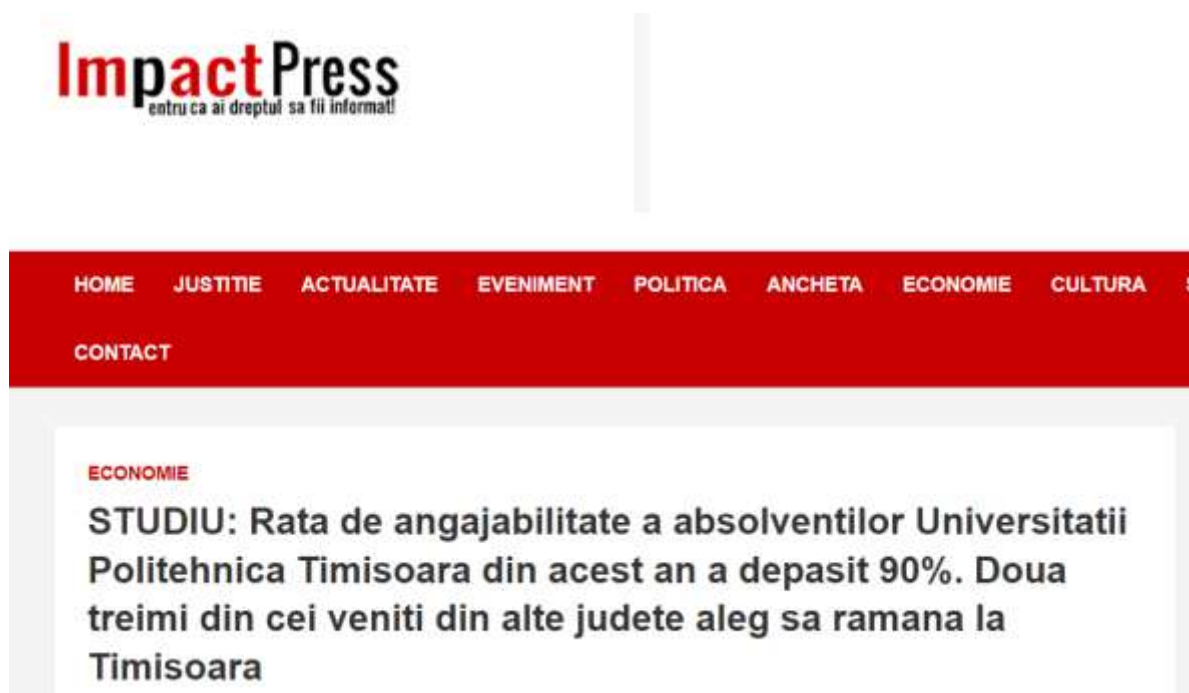 ImpactPress
entru ca ai dreptul sa fii informat!
HOME JUSTITIE ACTUALITATE EVENIMENT POLITICA ANCHETA ECONOMIE CULTURA
CONTACT
ECONOMIE
STUDIU: Rata de angajabilitate a absolventilor Universitatii
Politehnica Timisoara din acest an a depasit 90%. Doua
treimi din cei veniti din alte judete aleg sa ramana la
Timisoara